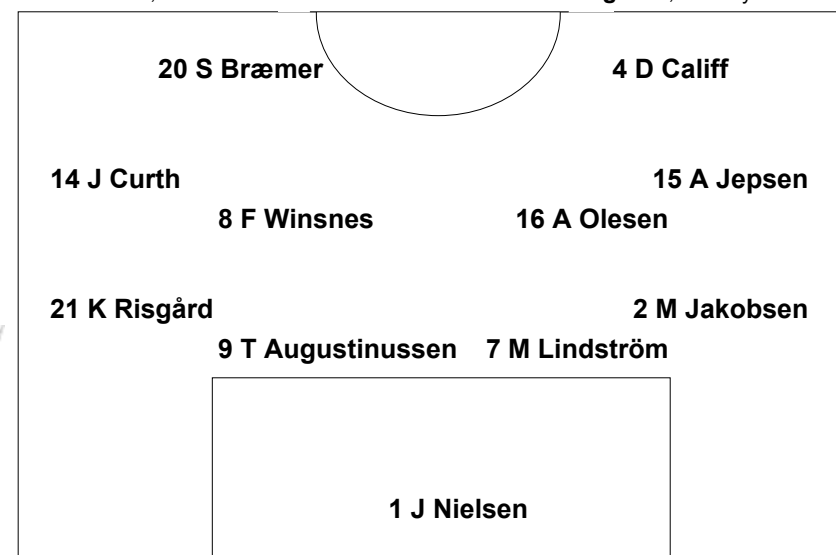 20 S Bræmer 4 D Califf
14 J Curth 15 A Jepsen
8 F Winsnes 16 A Olesen
21 K Risgård 2 M Jakobsen
9 T Augustinussen 7 M Lindström
1 J Nielsen